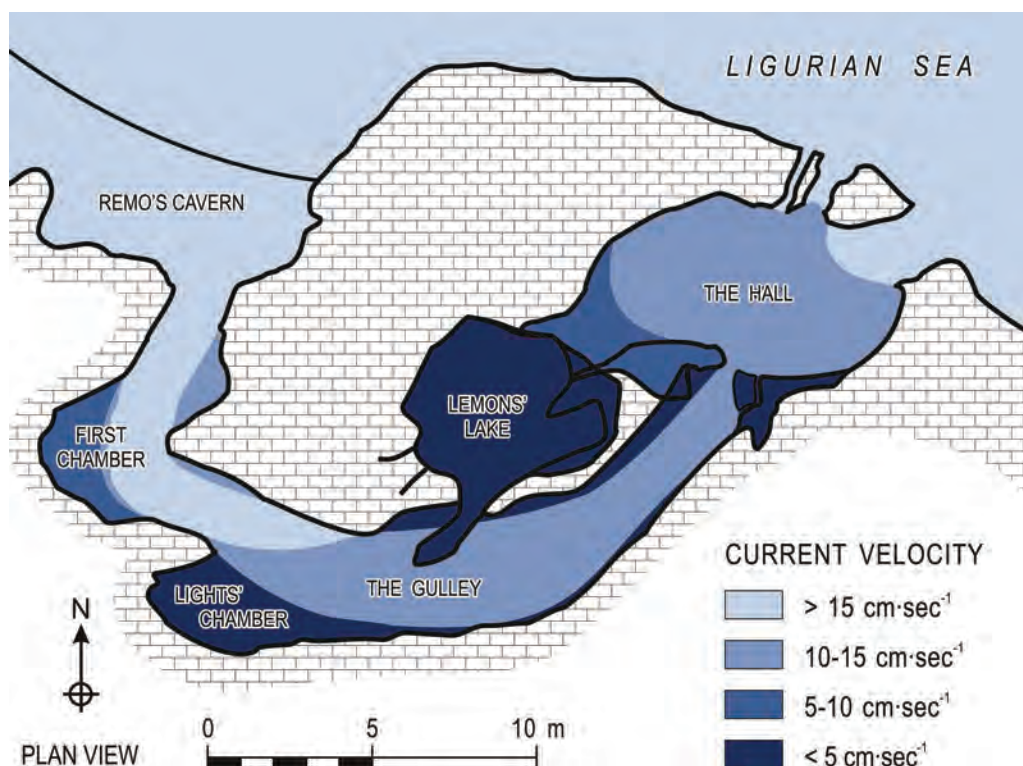 LIGURIAN SEA
REMO'S CAVERN
THE HALL
LEMONS'
LAKE
FIRST
CHAMBER
THE GULLEY
LIGHTS'
CHAMBER
CURRENT VELOCITY
> 15 cm·sec⁻¹
10-15 cm·sec⁻¹
5-10 cm·sec⁻¹
< 5 cm·sec⁻¹
N
0 5 10 m
PLAN VIEW